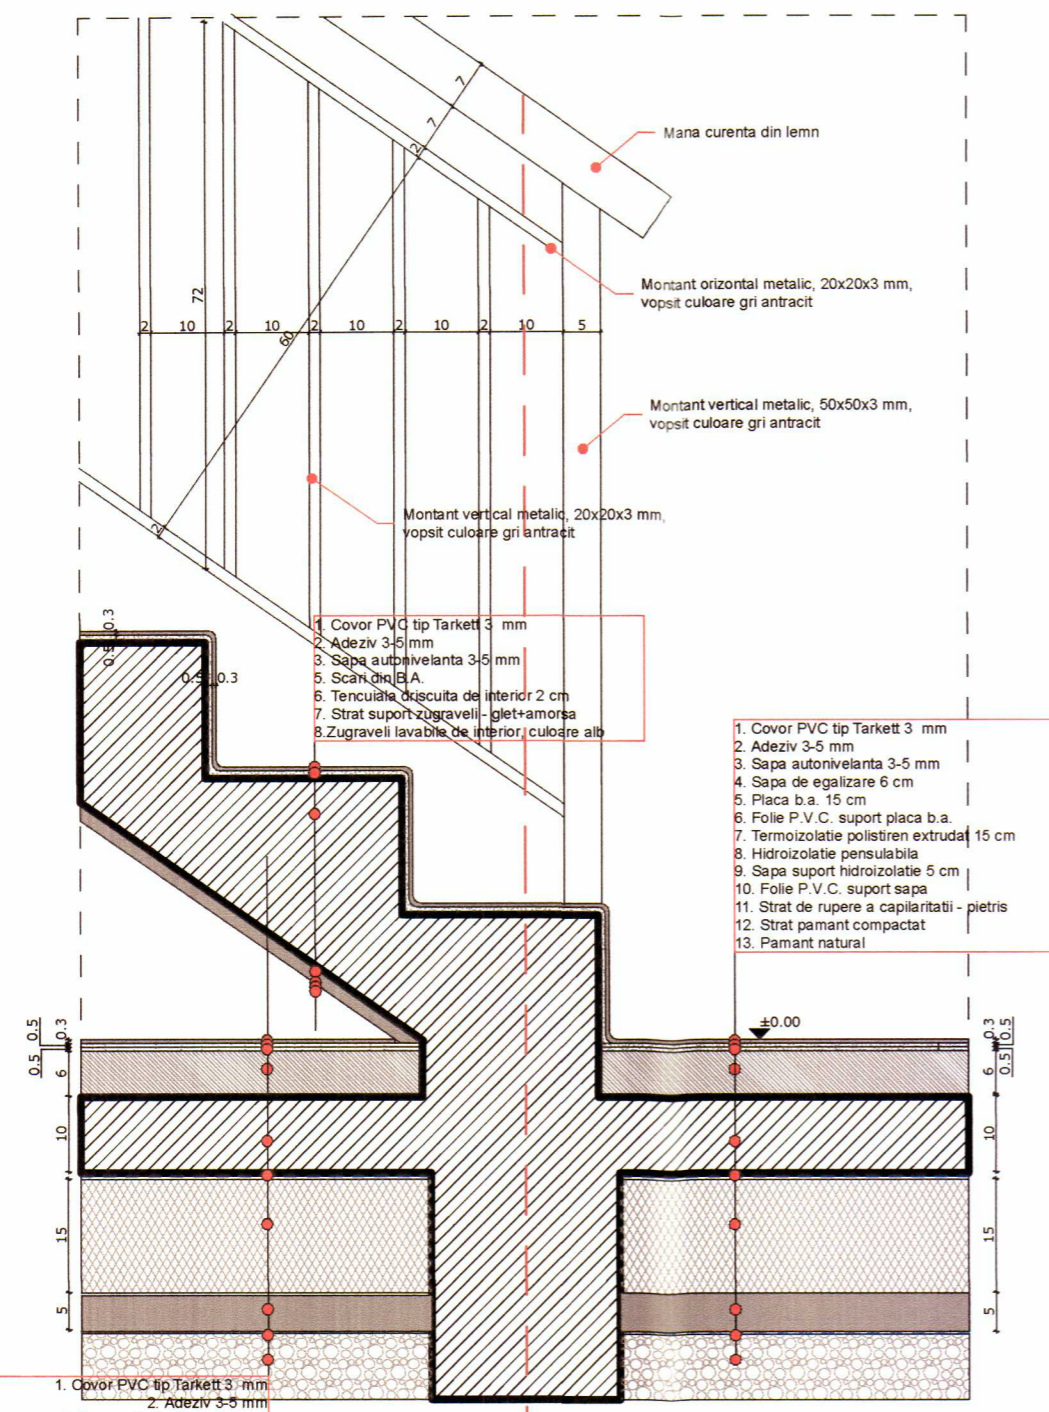 7
7
2
Mana curenta din lemn
Montant orizontal metalic, 20x20x3 mm,
vopsit culoare gri antracit
72
2 10 2 10 2 10 2 10 2 10 5
60
Montant vertical metalic, 50x50x3 mm,
vopsit culoare gri antracit
Montant vertical metalic, 20x20x3 mm,
vopsit culoare gri antracit
2
0.3
0.5
0.5 0.3
1. Covor PVC tip Tarkett 3 mm
2. Adeziv 3-5 mm
3. Sapa autonivelanta 3-5 mm
5. Scari din B.A.
6. Tencuiala driscuita de interior 2 cm
7. Strat suport zugraveli - glet+amorsa
8.Zugraveli lavabile de interior, culoare alb
1. Covor PVC tip Tarkett 3 mm
2. Adeziv 3-5 mm
3. Sapa autonivelanta 3-5 mm
4. Sapa de egalizare 6 cm
5. Placa b.a. 15 cm
6. Folie P.V.C. suport placa b.a.
7. Termoizolatie polistiren extrudat 15 cm
8. Hidroizolatie pensulabila
9. Sapa suport hidroizolatie 5 cm
10. Folie P.V.C. suport sapa
11. Strat de rupere a capilaritatii - pietris
12. Strat pamant compactat
13. Pamant natural
±0.00
0.5 0.3
0.5 6
10
15
5
0.3 0.5
6 0.5
10
15
5
1. Covor PVC tip Tarkett 3 mm
2. Adeziv 3-5 mm